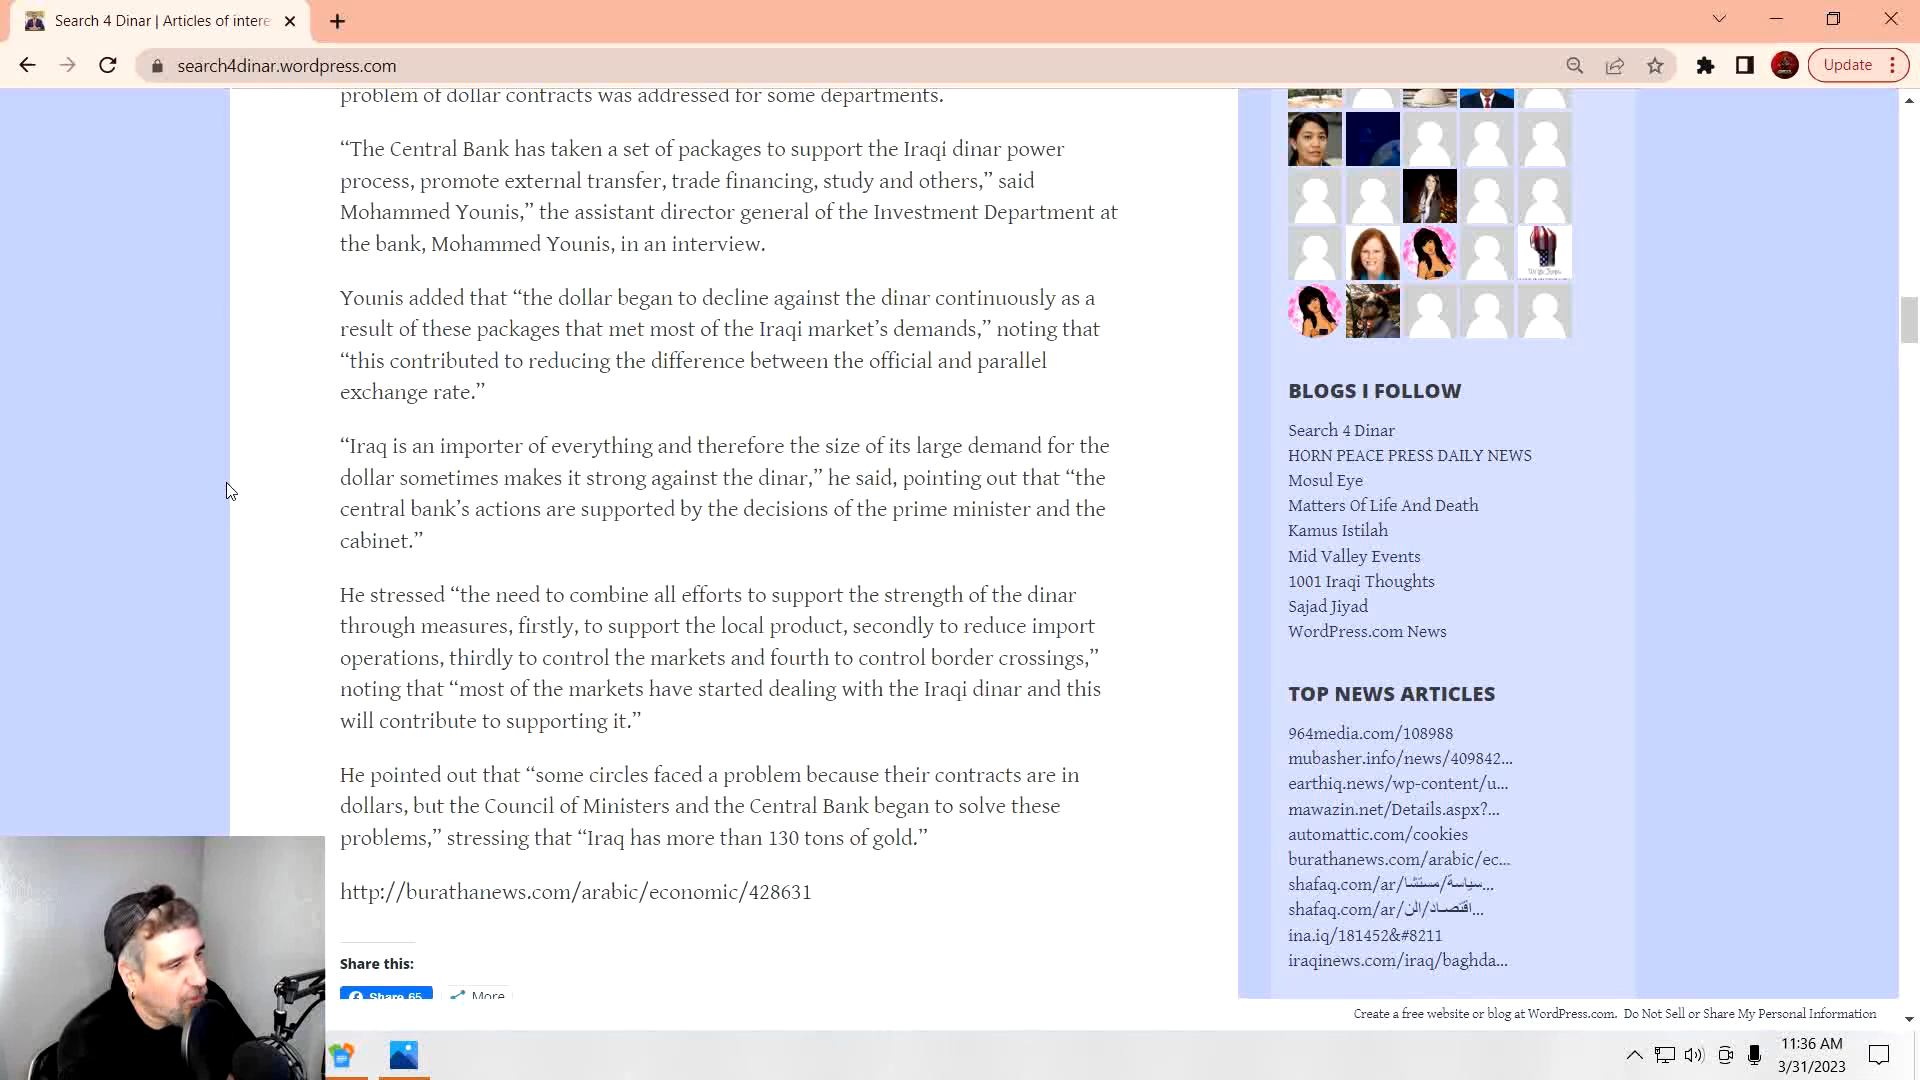 Search 4 Dinar | Articles of intere
search4dinar.wordpress.com
Update
problem of dollar contracts was addressed for some departments.
“The Central Bank has taken a set of packages to support the Iraqi dinar power
process, promote external transfer, trade financing, study and others,” said
Mohammed Younis,” the assistant director general of the Investment Department at
the bank, Mohammed Younis, in an interview.
Younis added that “the dollar began to decline against the dinar continuously as a
result of these packages that met most of the Iraqi market’s demands,” noting that
“this contributed to reducing the difference between the official and parallel
exchange rate.”
“Iraq is an importer of everything and therefore the size of its large demand for the
dollar sometimes makes it strong against the dinar,” he said, pointing out that “the
central bank’s actions are supported by the decisions of the prime minister and the
cabinet.”
He stressed “the need to combine all efforts to support the strength of the dinar
through measures, firstly, to support the local product, secondly to reduce import
operations, thirdly to control the markets and fourth to control border crossings,”
noting that “most of the markets have started dealing with the Iraqi dinar and this
will contribute to supporting it.”
He pointed out that “some circles faced a problem because their contracts are in
dollars, but the Council of Ministers and the Central Bank began to solve these
problems,” stressing that “Iraq has more than 130 tons of gold.”
http://burathanews.com/arabic/economic/428631
Share this:
Share 65
More
BLOGS I FOLLOW
Search 4 Dinar
HORN PEACE PRESS DAILY NEWS
Mosul Eye
Matters Of Life And Death
Kamus Istilah
Mid Valley Events
1001 Iraqi Thoughts
Sajad Jiyad
WordPress.com News
TOP NEWS ARTICLES
964media.com/108988
mubasher.info/news/409842...
earthiq.news/wp-content/u...
mawazin.net/Details.aspx?...
automattic.com/cookies
burathanews.com/arabic/ec...
shafaq.com/ar/سياسة/مستشا...
shafaq.com/ar/اقتصـاد/الن...
ina.iq/181452&#8211
iraqinews.com/iraq/baghda...
Create a free website or blog at WordPress.com. Do Not Sell or Share My Personal Information
11:36 AM
3/31/2023